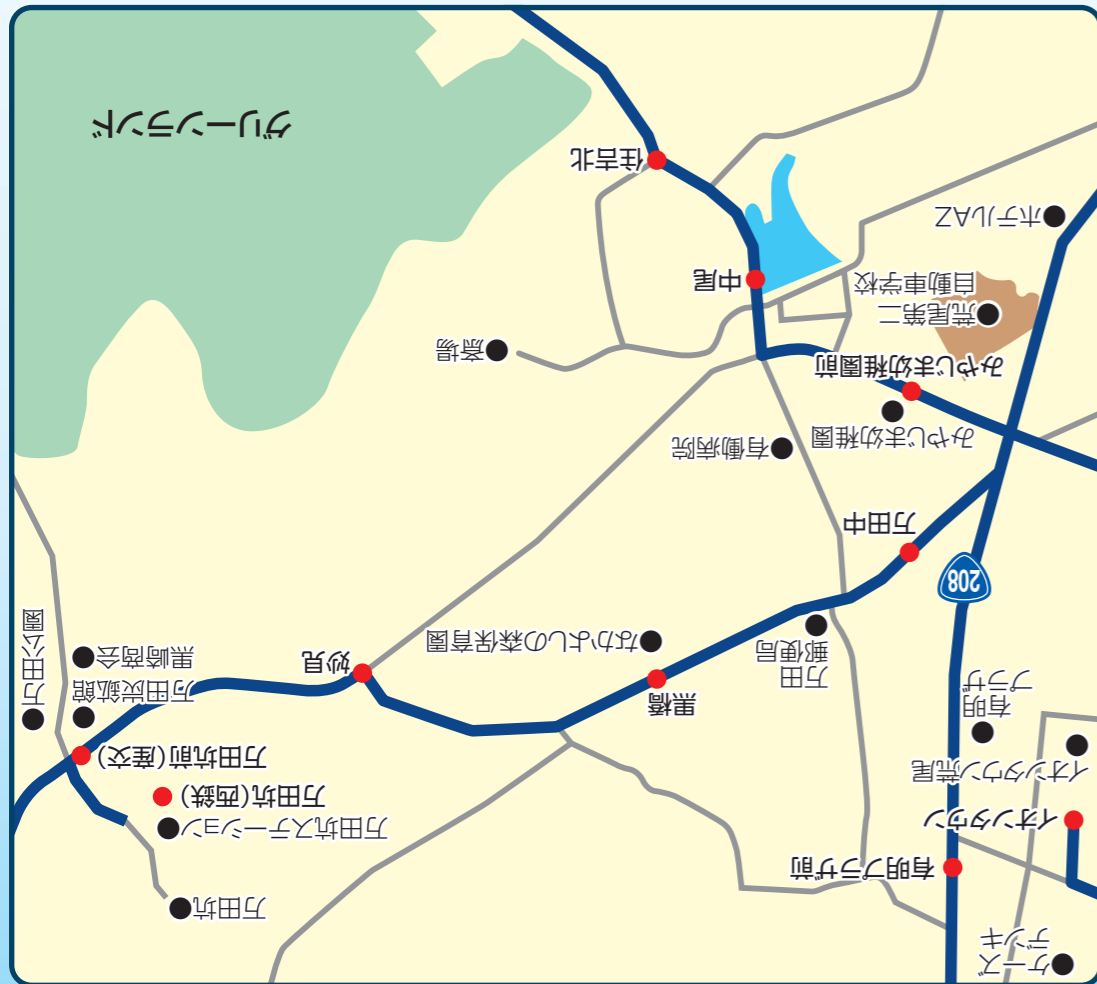 ケーズ
デンキ
万田坑
有明プラザ前
万田坑ステーション
イオンタウン
万田坑(西鉄)
イオンタウン荒尾
万田坑前(産交)
有明
プラザ
黒橋
万田炭鉱館
万田
郵便局
妙見
黒崎商会
万田公園
なかよしの森保育園
208
万田中
有働病院
みやじま幼稚園
みやじま幼稚園前
斎場
荒尾第二
自動車学校
中尾
ホテルAZ
住吉北
グリーンランド